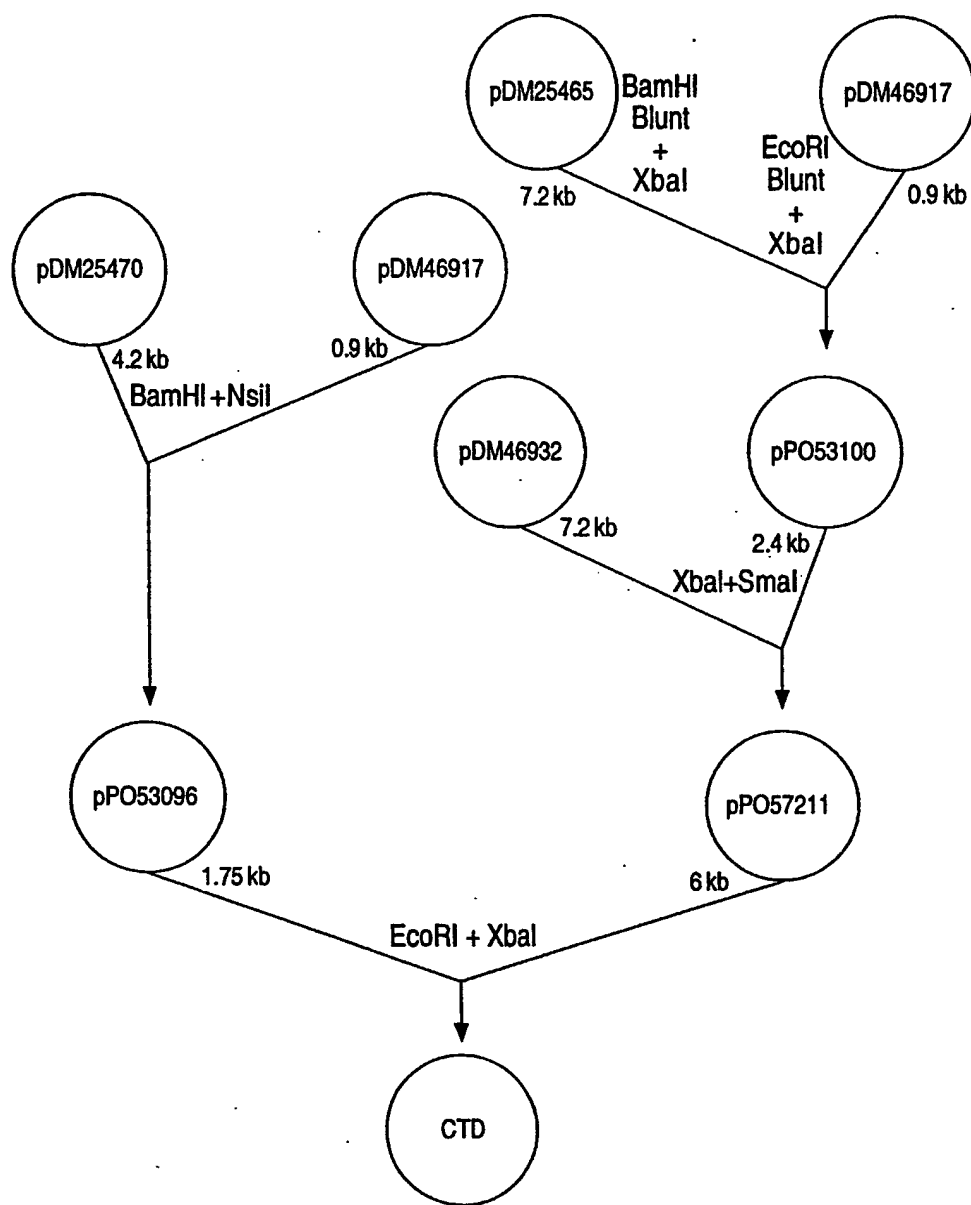 pDM25465
BamHI
Blunt
+
XbaI
pDM46917
EcoRI
Blunt
+
XbaI
7.2 kb
0.9 kb
pDM25470
pDM46917
4.2 kb
0.9 kb
BamHI +NsiI
pDM46932
pPO53100
7.2 kb
2.4 kb
XbaI+SmaI
pPO53096
pPO57211
1.75 kb
6 kb
EcoRI + XbaI
CTD